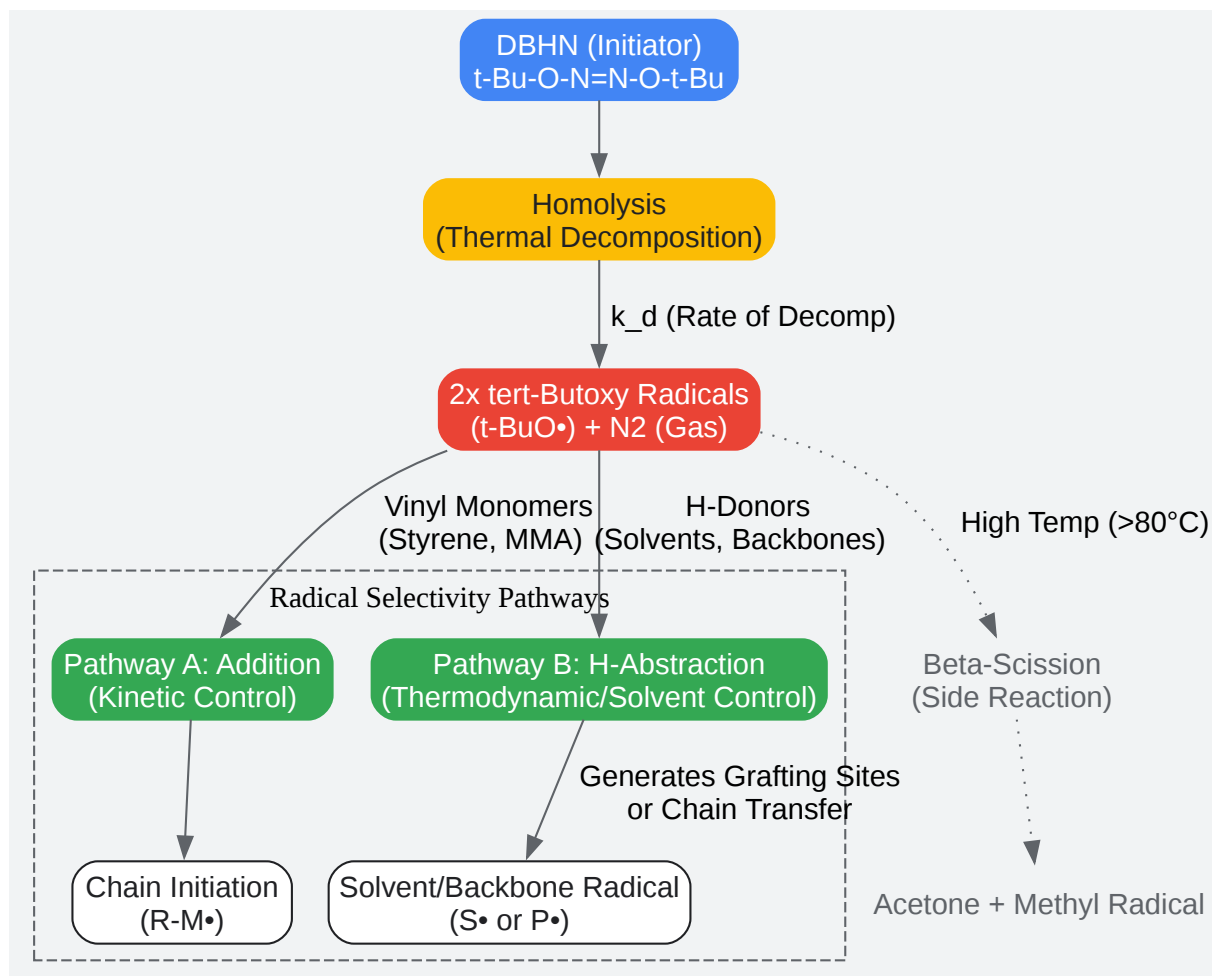 DBHN (Initiator)
t-Bu-O-N=N-O-t-Bu
Homolysis
(Thermal Decomposition)
k_d (Rate of Decomp)
2x tert-Butoxy Radicals
(t-BuO•) + N2 (Gas)
Vinyl Monomers
(Styrene, MMA)
H-Donors
(Solvents, Backbones)
High Temp (>80°C)
Radical Selectivity Pathways
Pathway A: Addition
(Kinetic Control)
Pathway B: H-Abstraction
(Thermodynamic/Solvent Control)
Beta-Scission
(Side Reaction)
Generates Grafting Sites
or Chain Transfer
Chain Initiation
(R-M•)
Solvent/Backbone Radical
(S• or P•)
Acetone + Methyl Radical